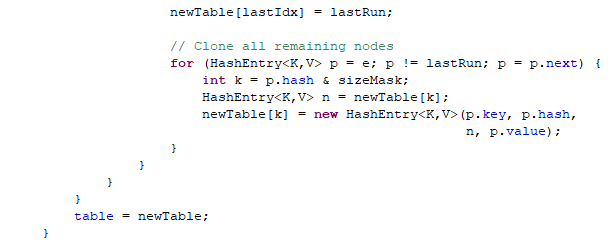 newTable[lastIdx] = lastRun;
// Clone all remaining nodes
for (HashEntry<K,V> p = e; p != lastRun; p = p.next) {
int k = p.hash & sizeMask;
HashEntry<K,V> n = newTable[k];
newTable[k] = new HashEntry<K,V>(p.key, p.hash,
n, p.value);
}
}
}
}
table = newTable;
}